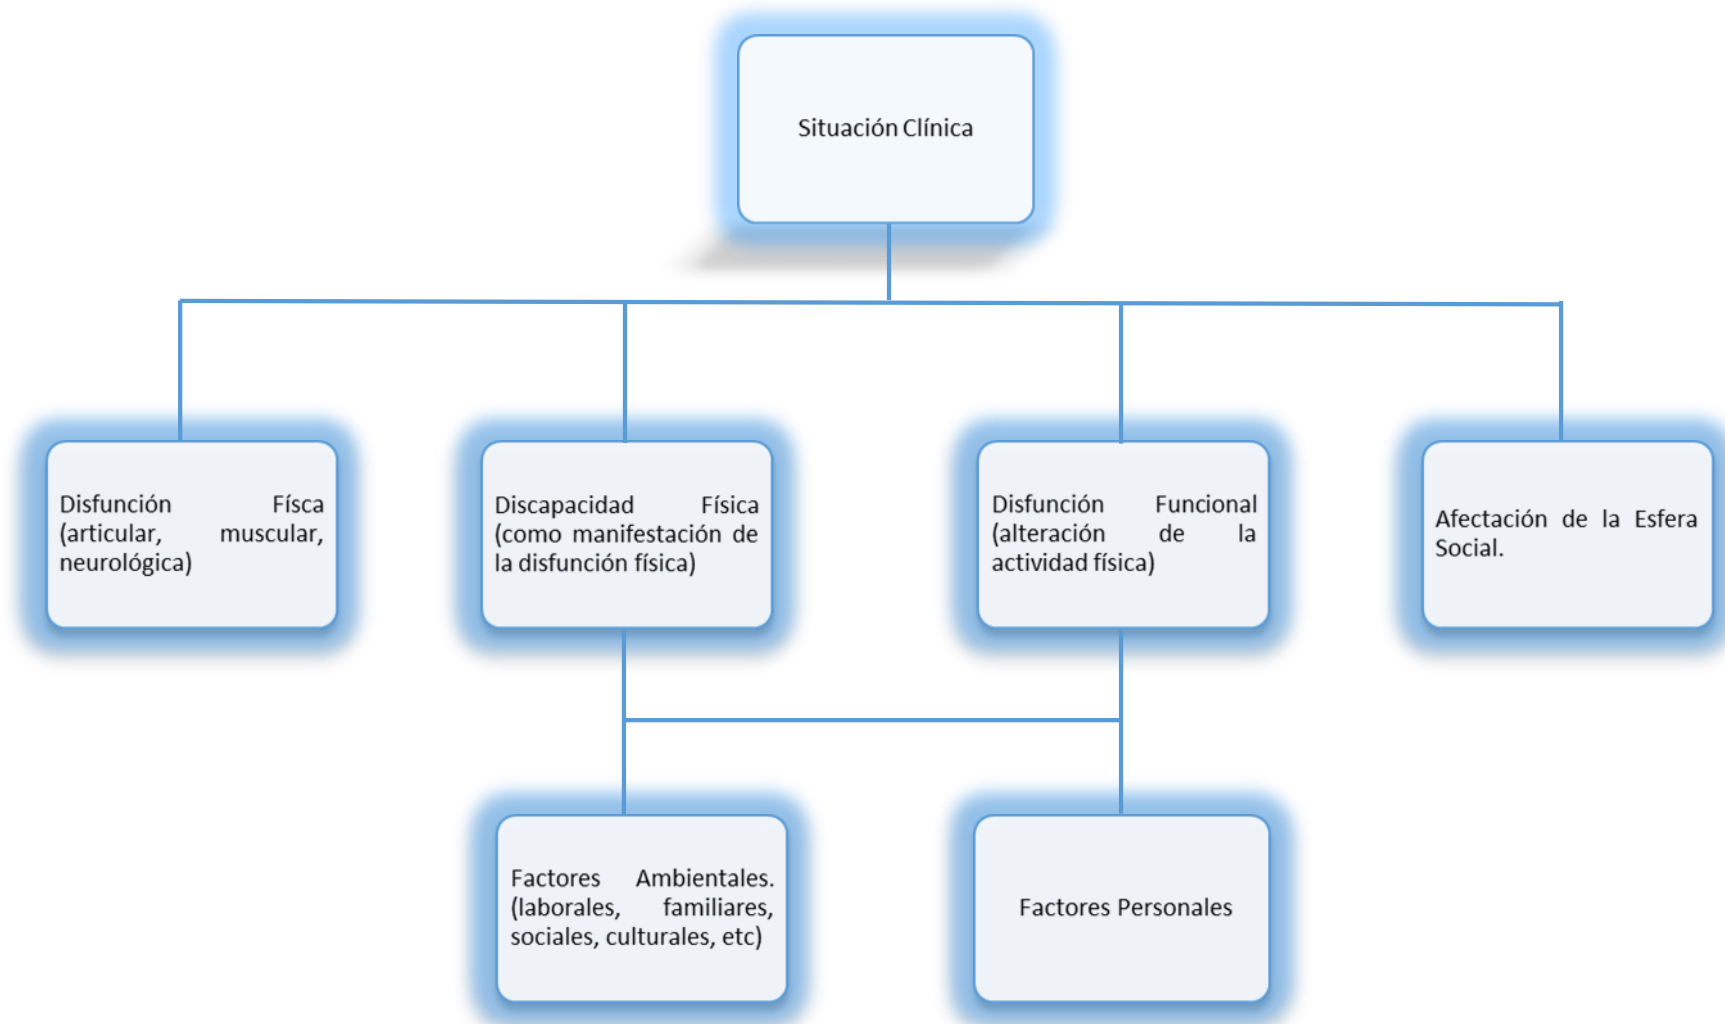 Situación Clínica
Disfunción Físca
(articular, muscular,
neurológica)
Discapacidad Física
(como manifestación de
la disfunción física)
Disfunción Funcional
(alteración de la
actividad física)
Afectación de la Esfera
Social.
Factores Ambientales.
(laborales, familiares,
sociales, culturales, etc)
Factores Personales